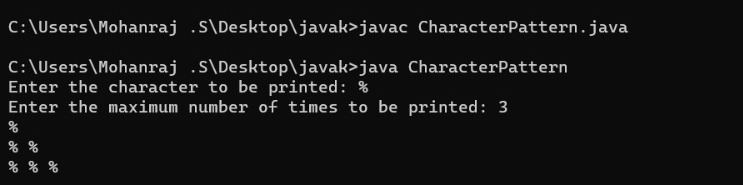 C:\Users\Mohanraj .S\Desktop\javak>javac CharacterPattern.java
C:\Users\Mohanraj .S\Desktop\javak>java CharacterPattern
Enter the character to be printed: %
Enter the maximum number of times to be printed: 3
%
% %
% % %